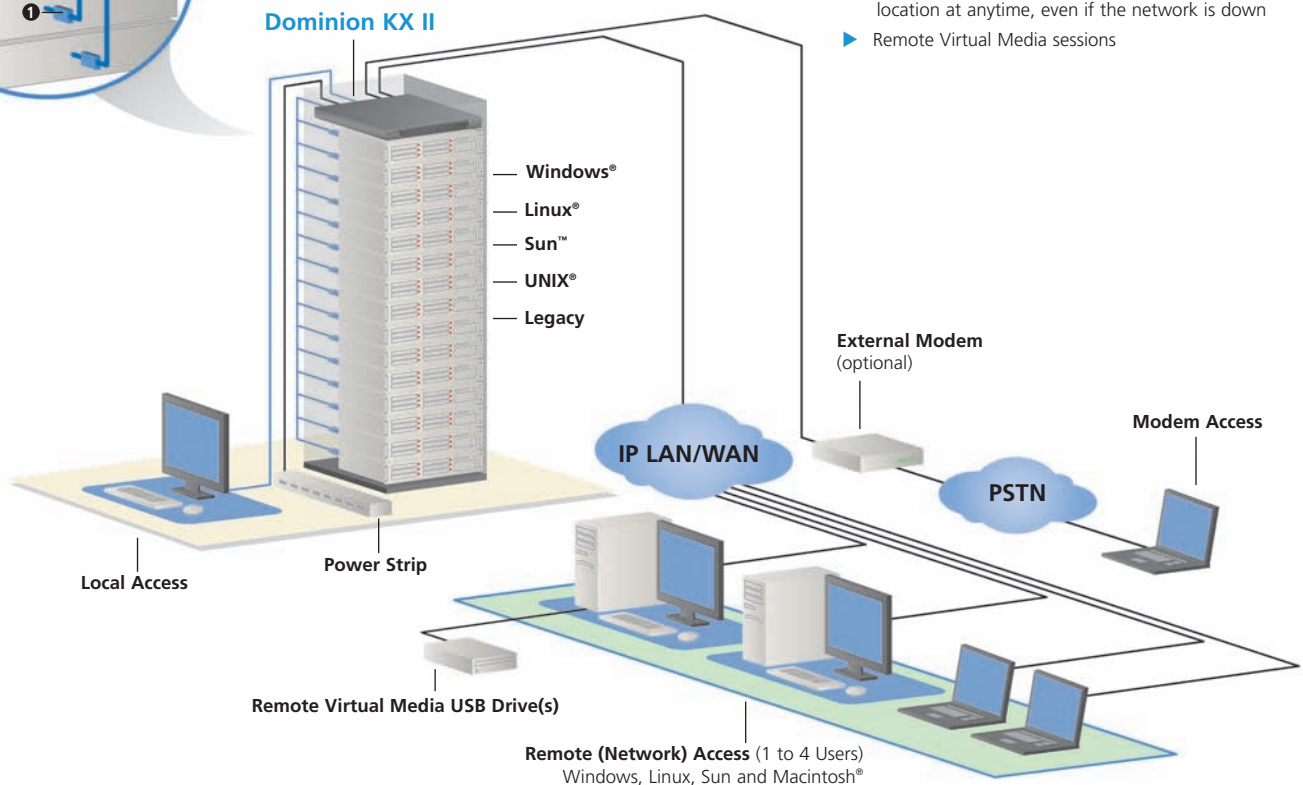 ❶
Dominion KX II
location at anytime, even if the network is down
▶ Remote Virtual Media sessions
Windows®
Linux®
Sun™
UNIX®
Legacy
External Modem
(optional)
Modem Access
IP LAN/WAN
PSTN
Local Access
Power Strip
Remote Virtual Media USB Drive(s)
Remote (Network) Access (1 to 4 Users)
Windows, Linux, Sun and Macintosh®